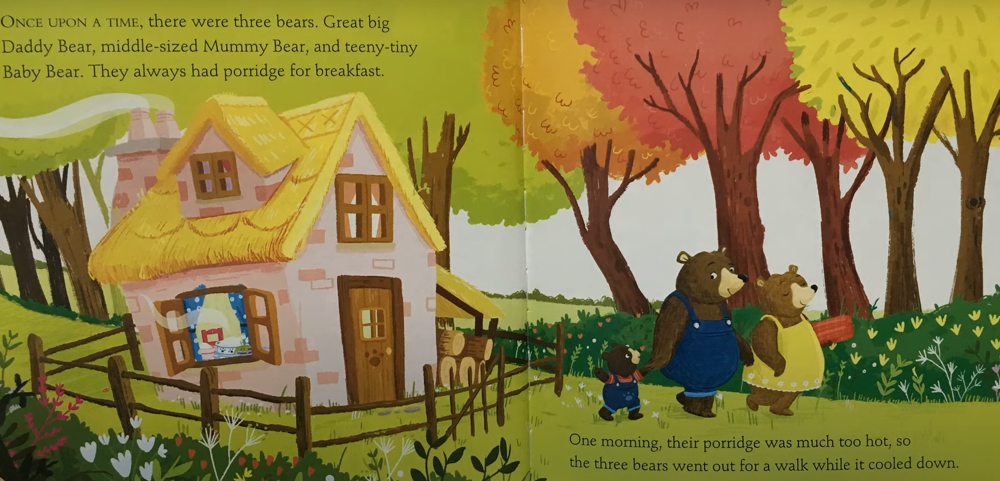 ONCE UPON A TIME, there were three bears. Great big
Daddy Bear, middle-sized Mummy Bear, and teeny-tiny
Baby Bear. They always had porridge for breakfast.
One morning, their porridge was much too hot, so
the three bears went out for a walk while it cooled down.